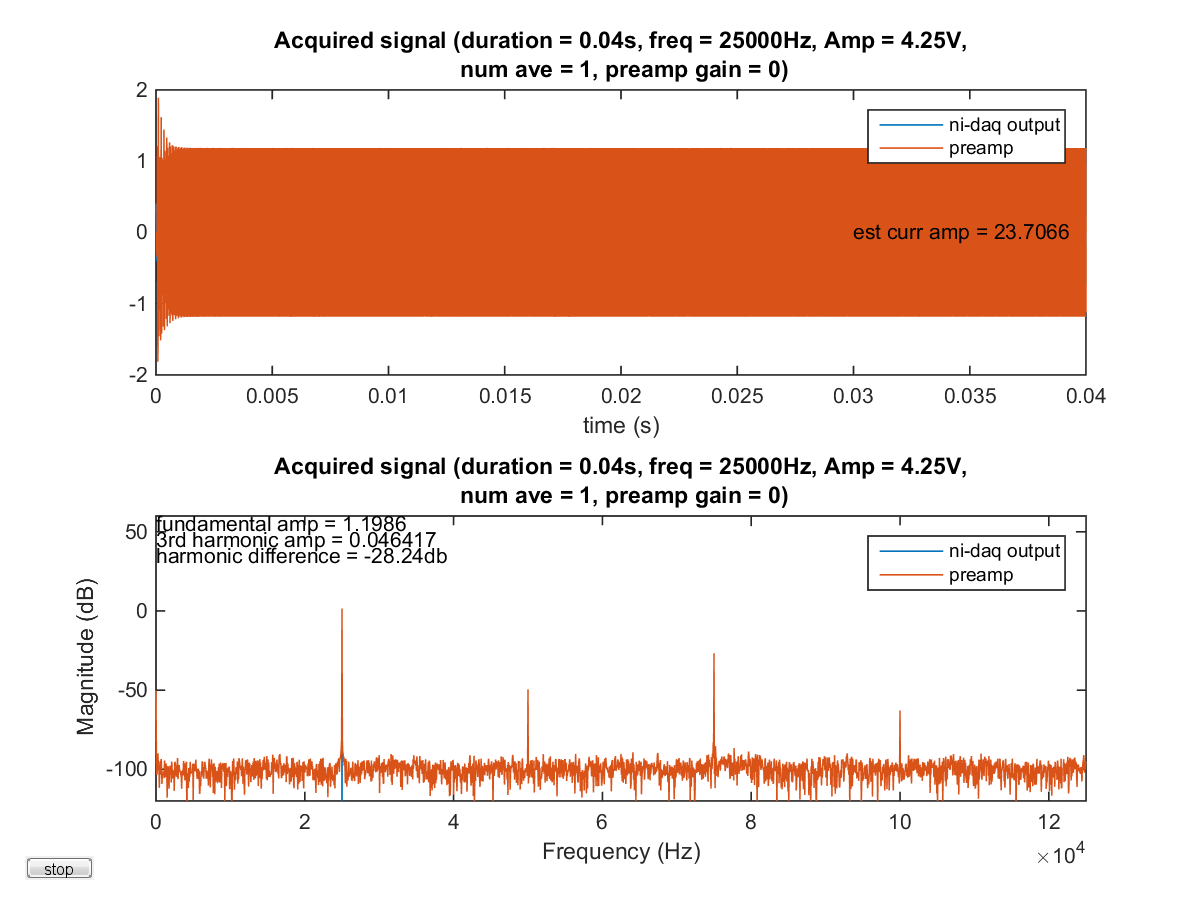 Acquired signal (duration = 0.04s, freq = 25000Hz, Amp = 4.25V,
num ave = 1, preamp gain = 0)
2
1
0
-1
-2
ni-daq output
preamp
est curr amp = 23.7066
0 0.005 0.01 0.015 0.02 0.025 0.03 0.035 0.04
time (s)
Acquired signal (duration = 0.04s, freq = 25000Hz, Amp = 4.25V,
num ave = 1, preamp gain = 0)
fundamental amp = 1.1986
3rd harmonic amp = 0.046417
harmonic difference = -28.24db
ni-daq output
preamp
Magnitude (dB)
50
0
-50
-100
0 2 4 6 8 10 12
×10^4
Frequency (Hz)
stop